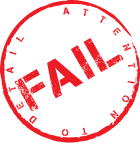 ATTENTION TO DETAIL
FAIL